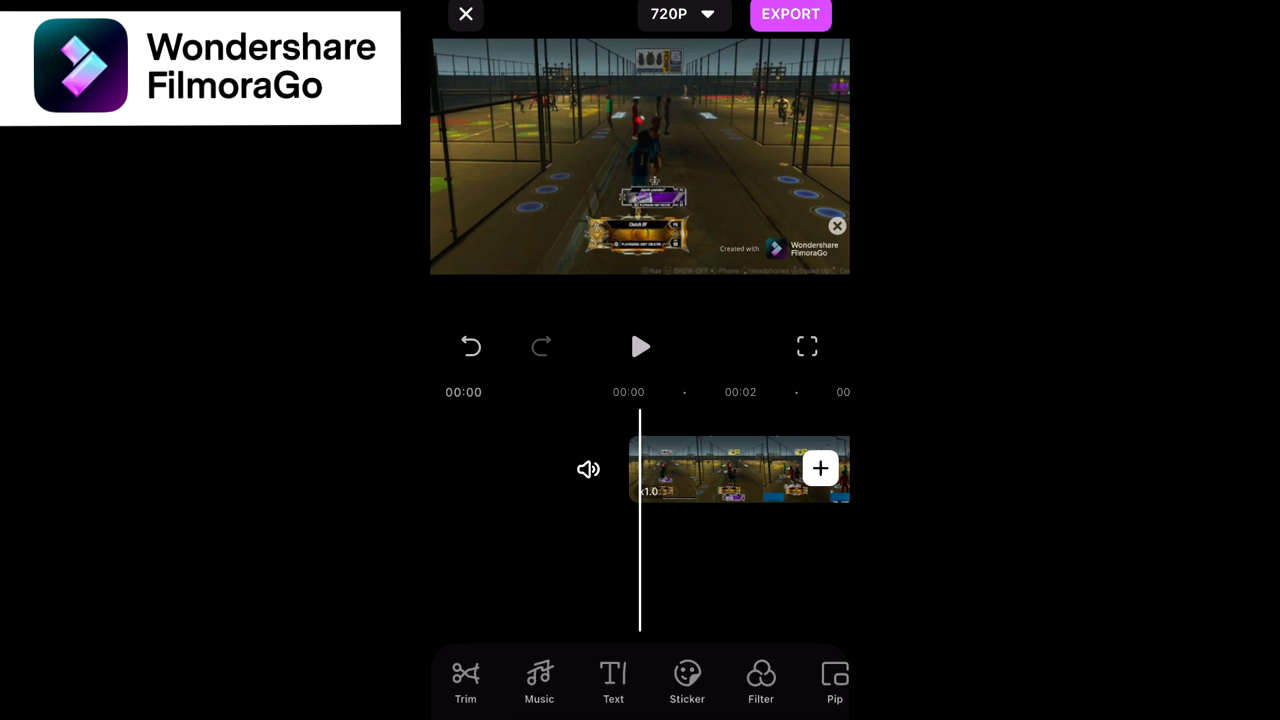 Wondershare
FilmoraGo
720P
EXPORT
Created with
Wondershare
FilmoraGo
00:00
00:00
00:02
00
x1.0
Trim
Music
Text
Sticker
Filter
Pip